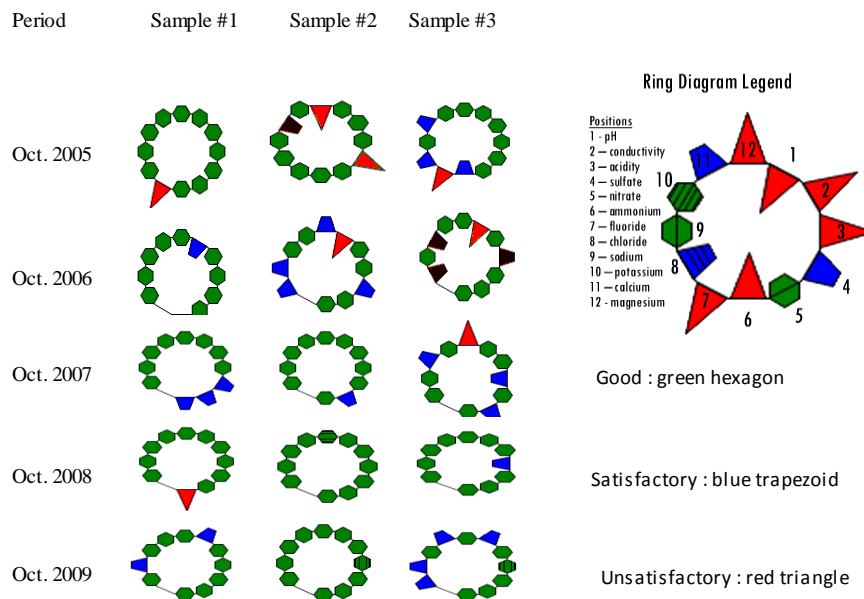 Period Sample #1 Sample #2 Sample #3
Oct. 2005
Oct. 2006
Oct. 2007
Oct. 2008
Oct. 2009
Ring Diagram Legend
Positions
1 - pH
2 – conductivity
3 – acidity
4 – sulfate
5 – nitrate
6 – ammonium
7 – fluoride
8 – chloride
9 – sodium
10 – potassium
11 – calcium
12 - magnesium
1
2
3
4
5
6
7
8
9
10
11
12
Good : green hexagon
Satisfactory : blue trapezoid
Unsatisfactory : red triangle